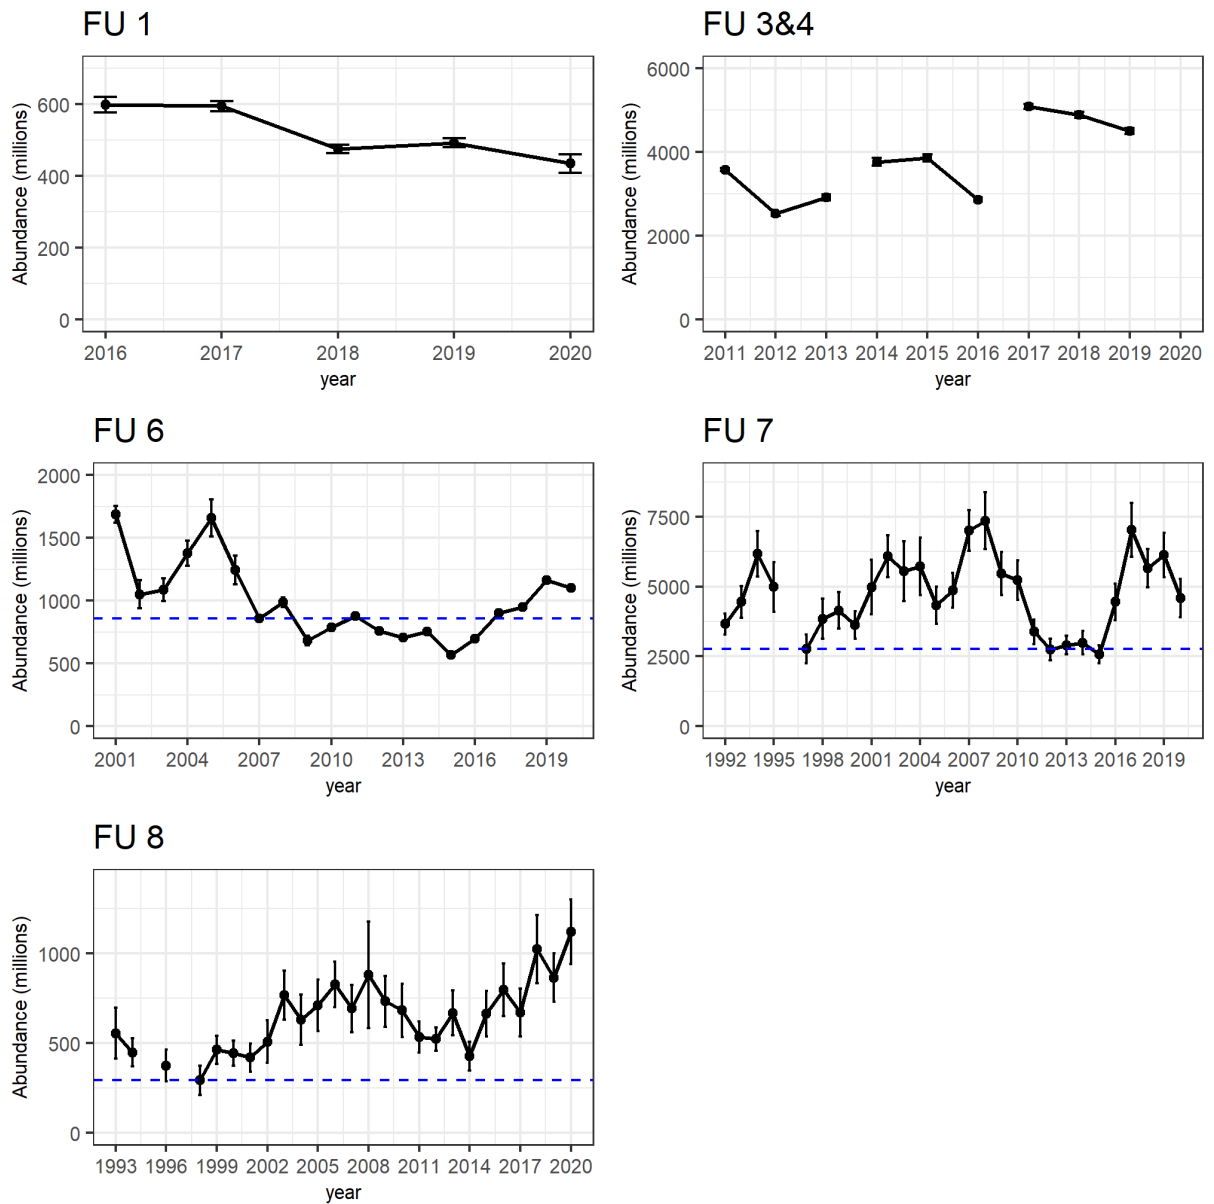 FU 1
Abundance (millions)
600
400
200
0
2016 2017 2018 2019 2020
year
FU 3&4
Abundance (millions)
6000
4000
2000
0
2011 2012 2013 2014 2015 2016 2017 2018 2019 2020
year
FU 6
Abundance (millions)
2000
1500
1000
500
0
2001 2004 2007 2010 2013 2016 2019
year
FU 7
Abundance (millions)
7500
5000
2500
0
1992 1995 1998 2001 2004 2007 2010 2013 2016 2019
year
FU 8
Abundance (millions)
1000
500
0
1993 1996 1999 2002 2005 2008 2011 2014 2017 2020
year